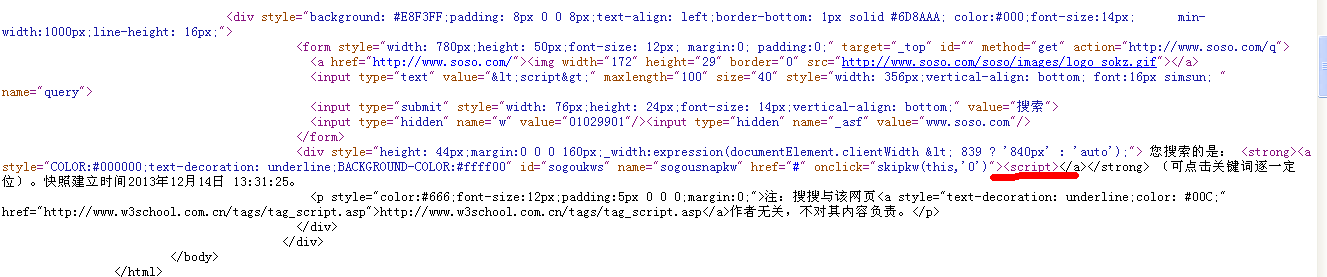 <div style="background: #E8F3FF;padding: 8px 0 0 8px;text-align: left;border-bottom: 1px solid #6D8AAA; color:#000;font-size:14px; min-
width:1000px;line-height: 16px;">
<form style="width: 780px;height: 50px;font-size: 12px; margin:0; padding:0;" target="_top" id="" method="get" action="http://www.soso.com/q">
<a href="http://www.soso.com/"><img width="172" height="29" border="0" src="http://www.soso.com/soso/images/logo_sokz.gif"></a>
<input type="text" value="&lt;script&gt;" maxlength="100" size="40" style="width: 356px;vertical-align: bottom; font:16px simsun; "
name="query">
<input type="submit" style="width: 76px;height: 24px;font-size: 14px;vertical-align: bottom;" value="搜索">
<input type="hidden" name="w" value="01029901"/><input type="hidden" name="_asf" value="www.soso.com"/>
</form>
<div style="height: 44px;margin:0 0 0 160px;_width:expression(documentElement.clientWidth &lt; 839 ? '840px' : 'auto');"> 您搜索的是： <strong><a
style="COLOR:#000000;text-decoration: underline;BACKGROUND-COLOR:#ffff00" id="sogoukws" name="sogousnapkw" href="#" onclick="skipkw(this,'0')"><script></a></strong> （可点击关键词逐一定
位）。快照建立时间2013年12月14日 13:31:25。
<p style="color:#666;font-size:12px;padding:5px 0 0 0;margin:0;">注：搜搜与该网页<a style="text-decoration: underline;color: #00C;"
href="http://www.w3school.com.cn/tags/tag_script.asp">http://www.w3school.com.cn/tags/tag_script.asp</a>作者无关，不对其内容负责。</p>
</div>
</div>
</body>
</html>